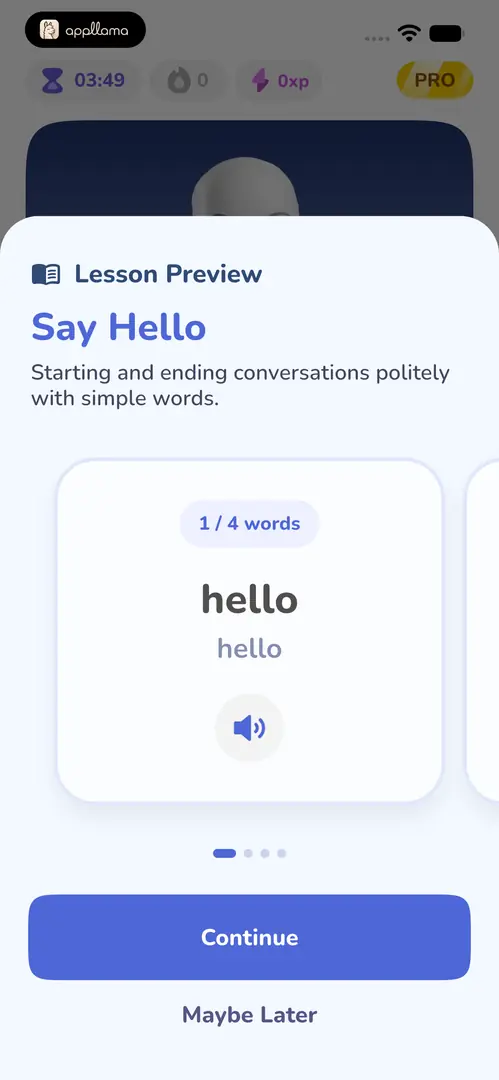 appllama
03:49
0
0xp
PRO
Lesson Preview
Say Hello
Starting and ending conversations politely
with simple words.
1 / 4 words
hello
hello
Continue
Maybe Later